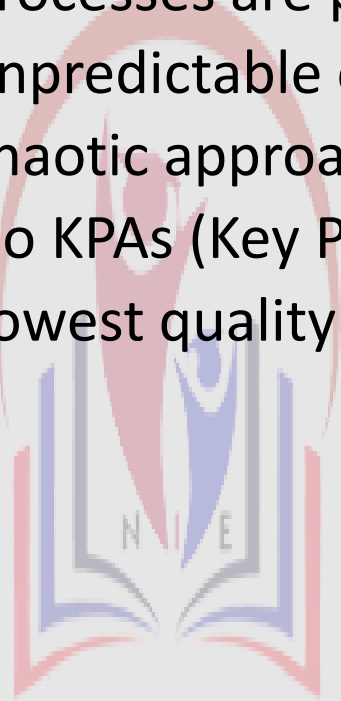 rocesses are p
npredictable
haotic approa
o KPAs (Key P
owest quality
N I E